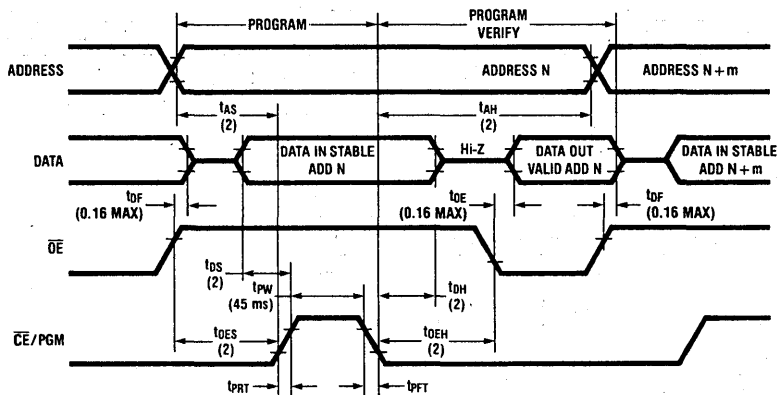 PROGRAM
PROGRAM
VERIFY
ADDRESS
ADDRESS N
ADDRESS N + m
tAS
(2)
tAH
(2)
DATA
DATA IN STABLE
ADD N
Hi-Z
DATA OUT
VALID ADD N
DATA IN STABLE
ADD N + m
tDF
(0.16 MAX)
tOE
(0.16 MAX)
tDF
(0.16 MAX)
OE
tDS
(2)
tPW
(45 ms)
tDH
(2)
CE/PGM
tOES
(2)
tOEH
(2)
tPRT
tPFT